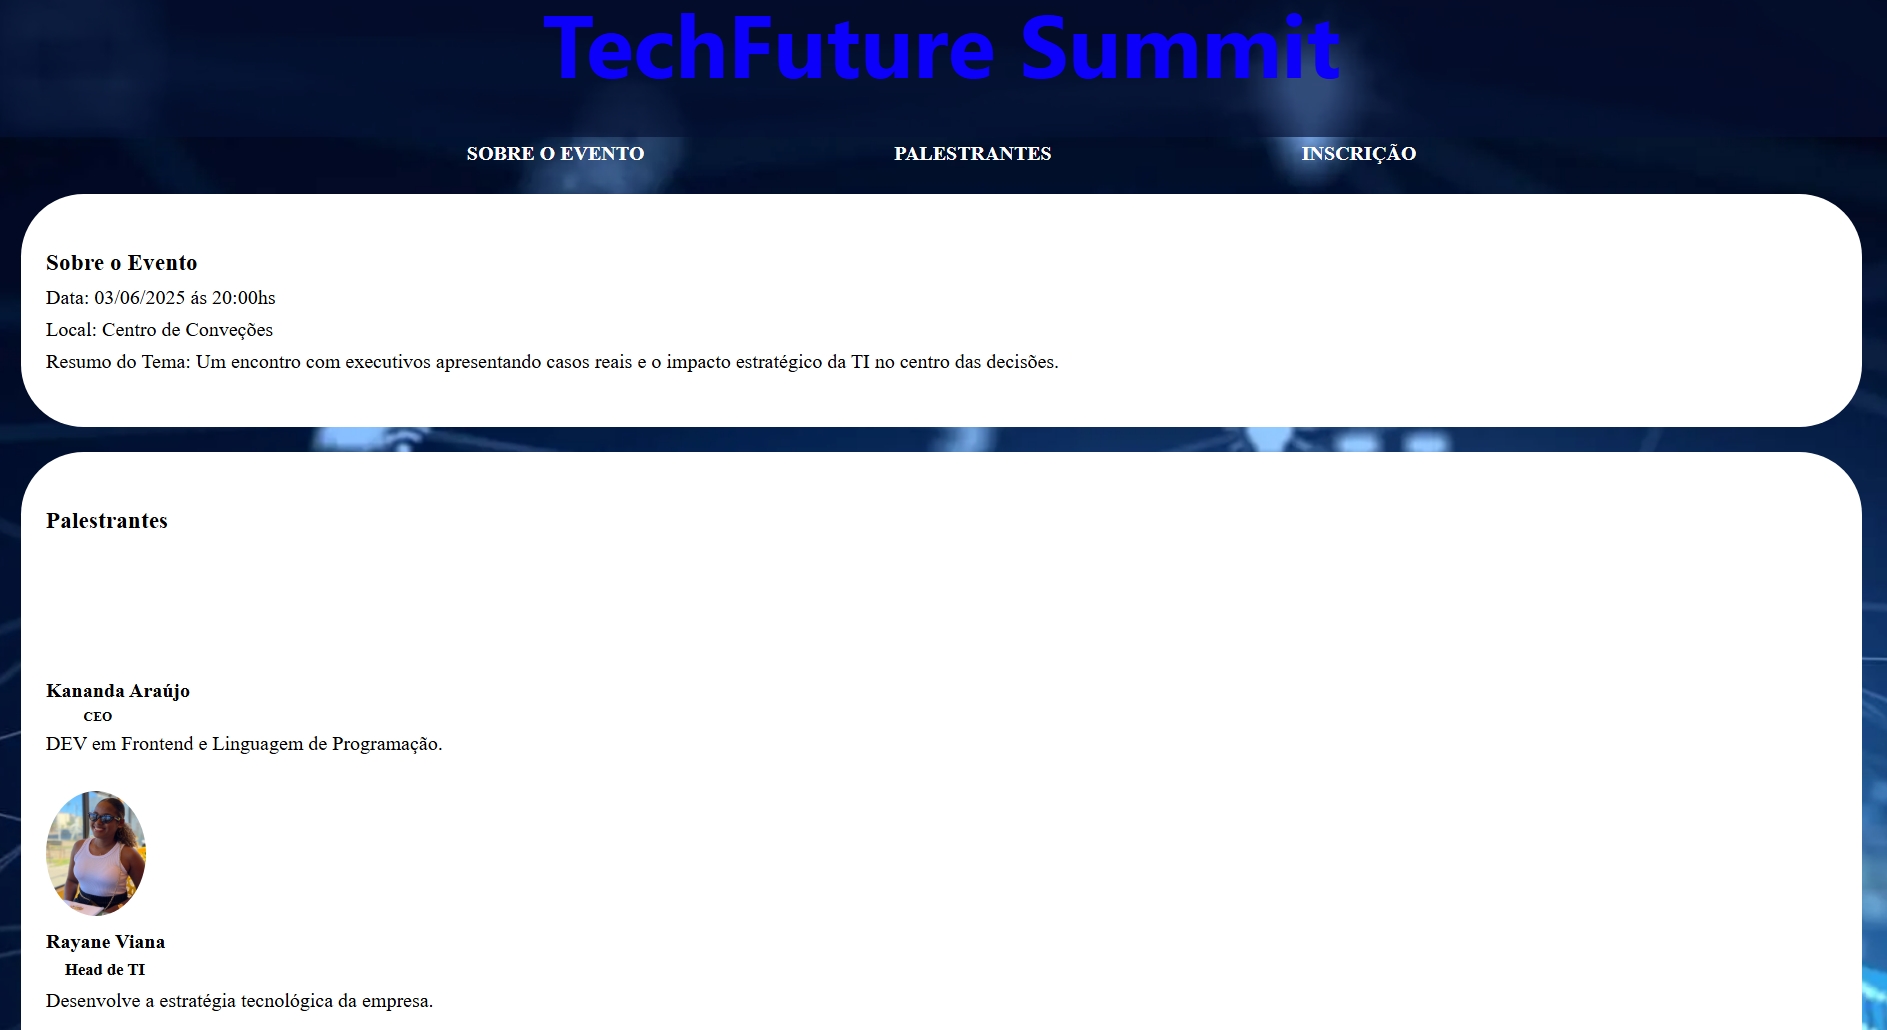 TechFuture Summit
SOBRE O EVENTO PALESTRANTES INSCRIÇÃO
Sobre o Evento
Data: 03/06/2025 ás 20:00hs
Local: Centro de Conveções
Resumo do Tema: Um encontro com executivos apresentando casos reais e o impacto estratégico da TI no centro das decisões.
Palestrantes
Kananda Araújo
CEO
DEV em Frontend e Linguagem de Programação.
Rayane Viana
Head de TI
Desenvolve a estratégia tecnológica da empresa.